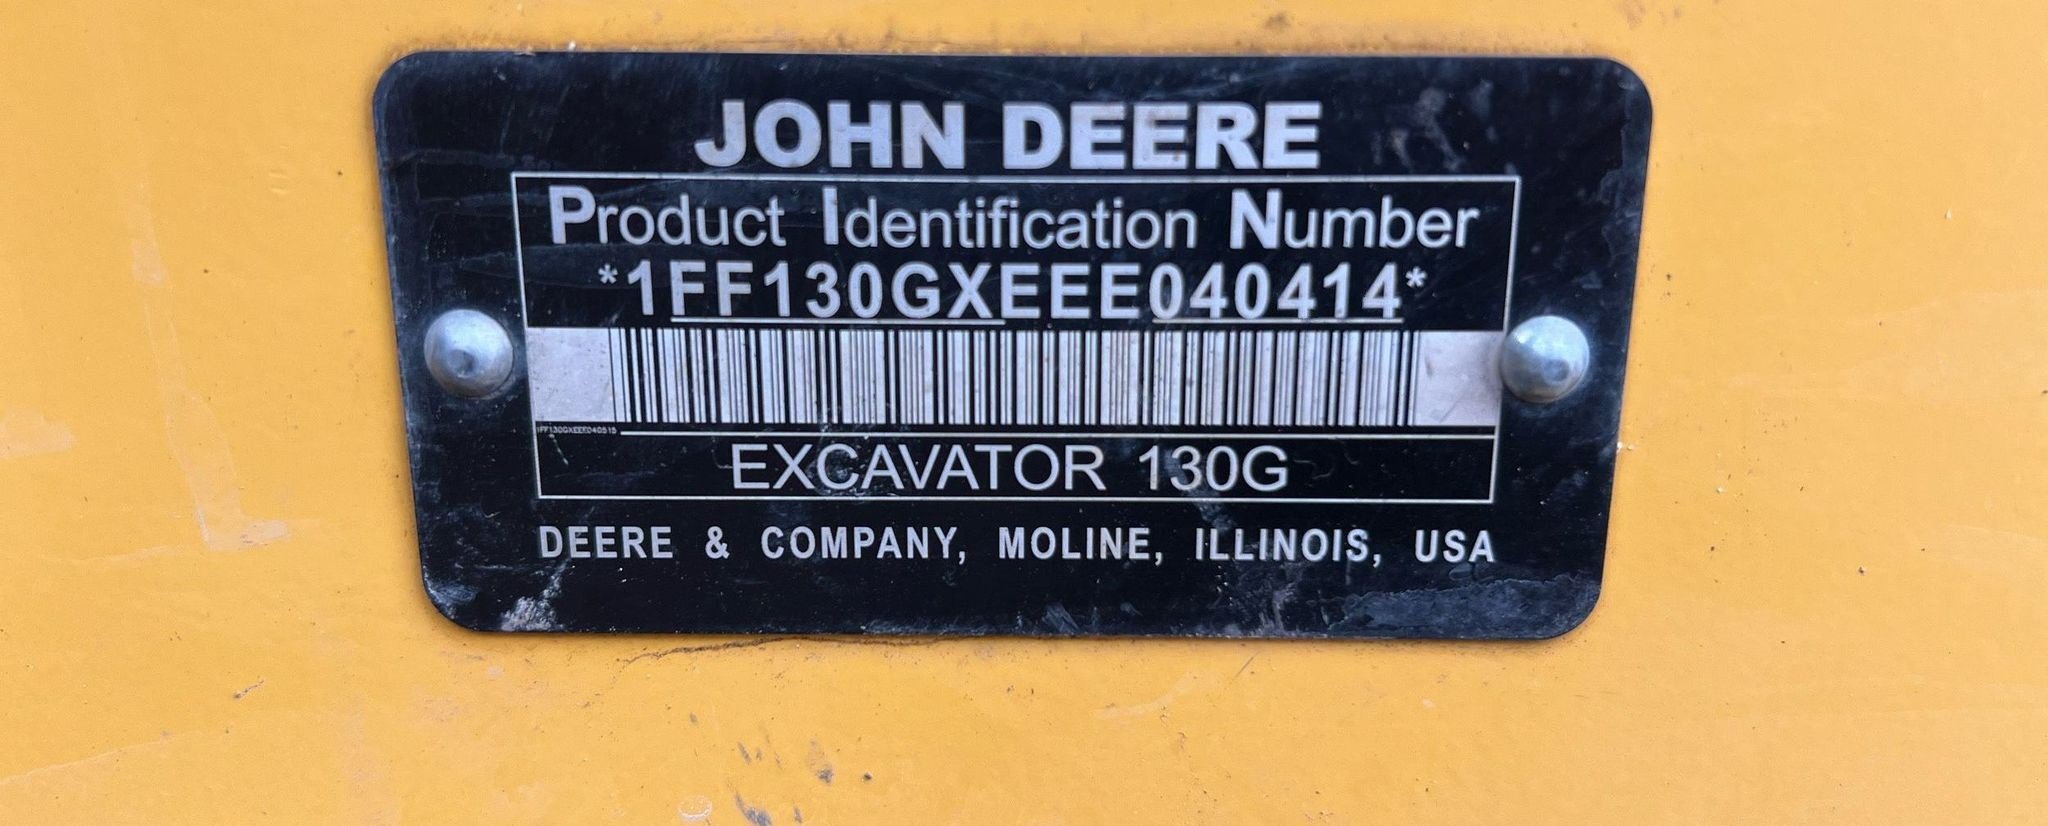 JOHN DEERE
Product Identification Number
*1FF130GXEEE040414*
EXCAVATOR 130G
DEERE & COMPANY, MOLINE, ILLINOIS, USA